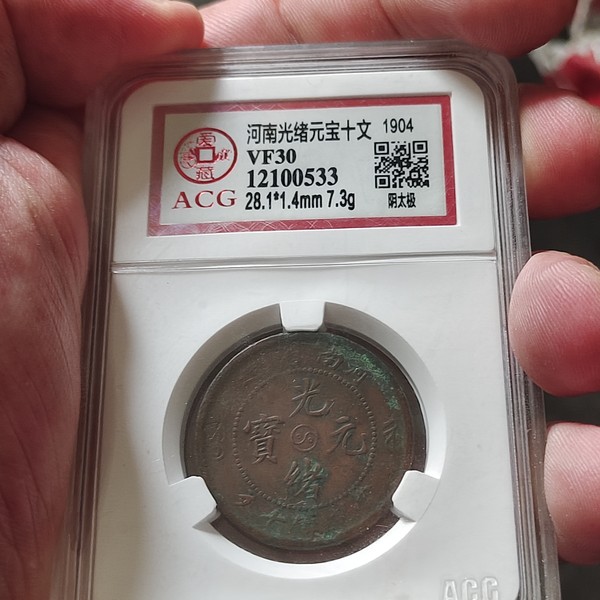 河南光绪元宝十文 1904
VF30
12100533
28.1*1.4mm 7.3g
阴太极
ACG
光
寶 元
緒
ACG